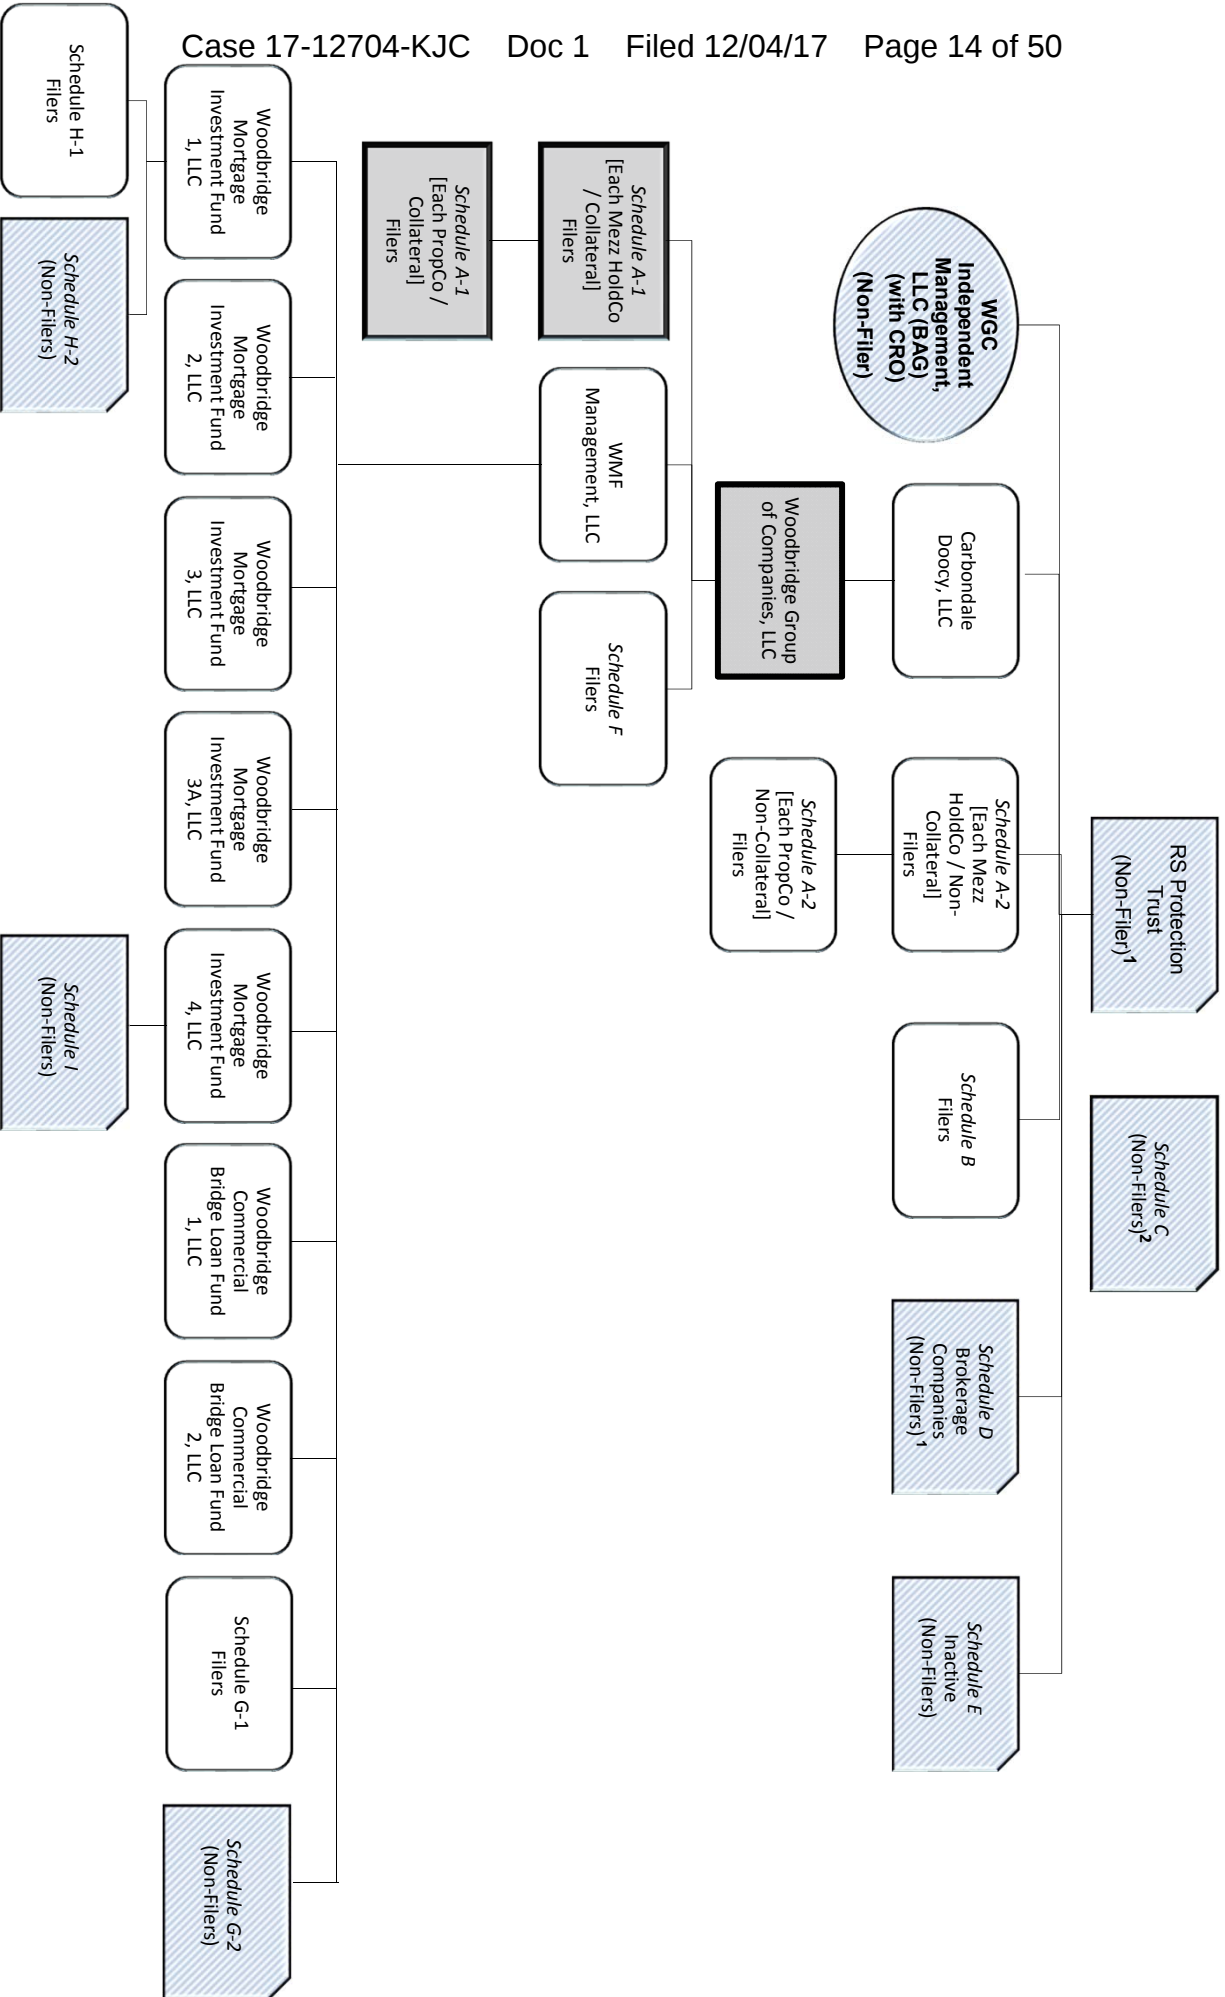 Case 17-12704-KJC Doc 1 Filed 12/04/17 Page 14 of 50
RS Protection
Trust
(Non-Filer)¹
Schedule C
(Non-Filers)²
WGC
Independent
Management,
LLC (BAG)
(with CRO)
(Non-Filer)
Carbondale
Doocy, LLC
Schedule A-2
[Each Mezz
HoldCo / Non-
Collateral]
Filers
Schedule B
Filers
Schedule D
Brokerage
Companies
(Non-Filers) ¹
Schedule E
Inactive
(Non-Filers)
Woodbridge Group
of Companies, LLC
Schedule A-2
[Each PropCo /
Non-Collateral]
Filers
Schedule A-1
[Each Mezz HoldCo
/ Collateral]
Filers
WMF
Management, LLC
Schedule F
Filers
Schedule A-1
[Each PropCo /
Collateral]
Filers
Woodbridge
Mortgage
Investment Fund
1, LLC
Woodbridge
Mortgage
Investment Fund
2, LLC
Woodbridge
Mortgage
Investment Fund
3, LLC
Woodbridge
Mortgage
Investment Fund
3A, LLC
Woodbridge
Mortgage
Investment Fund
4, LLC
Woodbridge
Commercial
Bridge Loan Fund
1, LLC
Woodbridge
Commercial
Bridge Loan Fund
2, LLC
Schedule G-1
Filers
Schedule G-2
(Non-Filers)
Schedule H-1
Filers
Schedule H-2
(Non-Filers)
Schedule I
(Non-Filers)